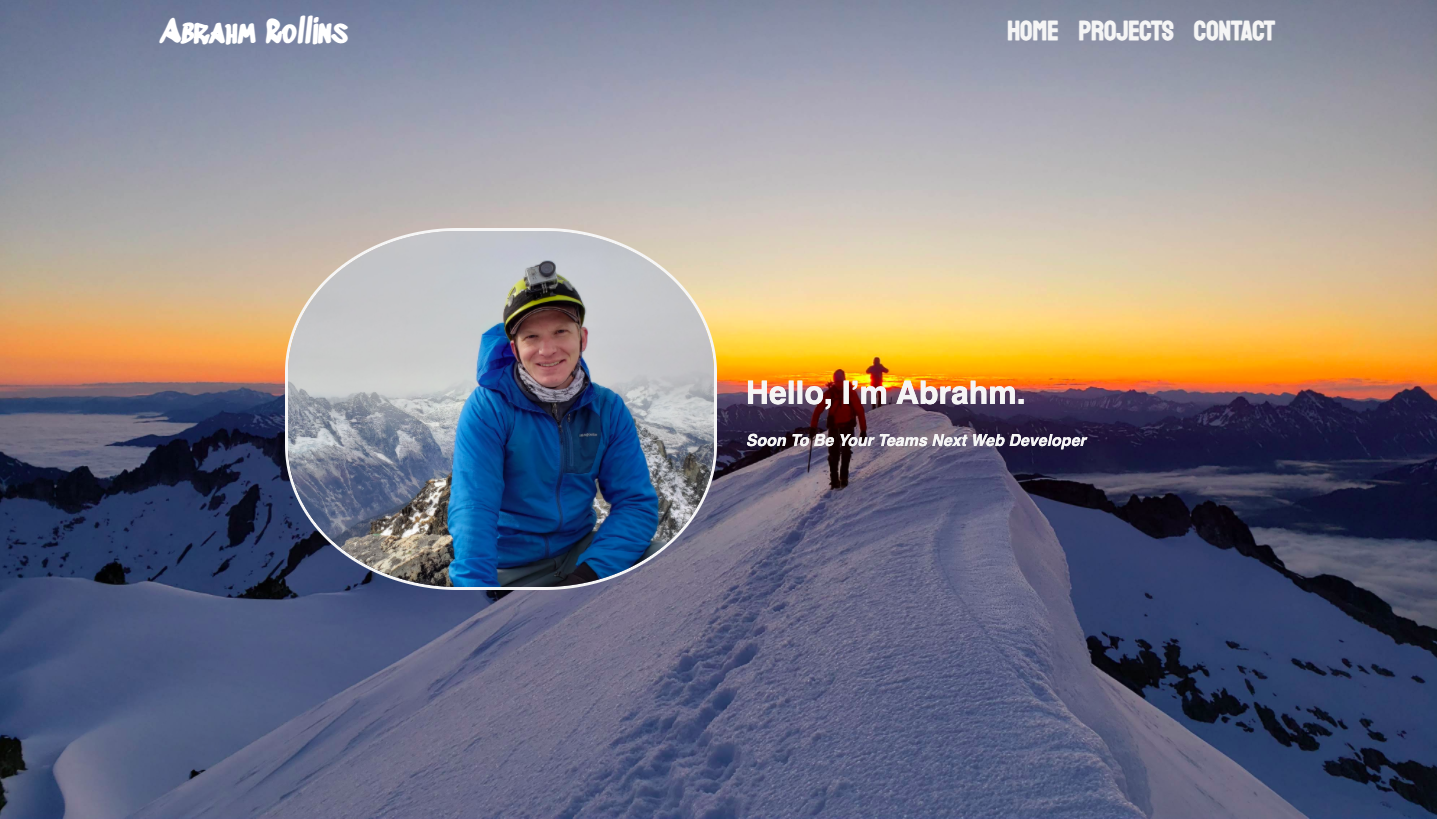 Abrahm Rollins
HOME PROJECTS CONTACT
Hello, I'm Abrahm.
Soon To Be Your Teams Next Web Developer